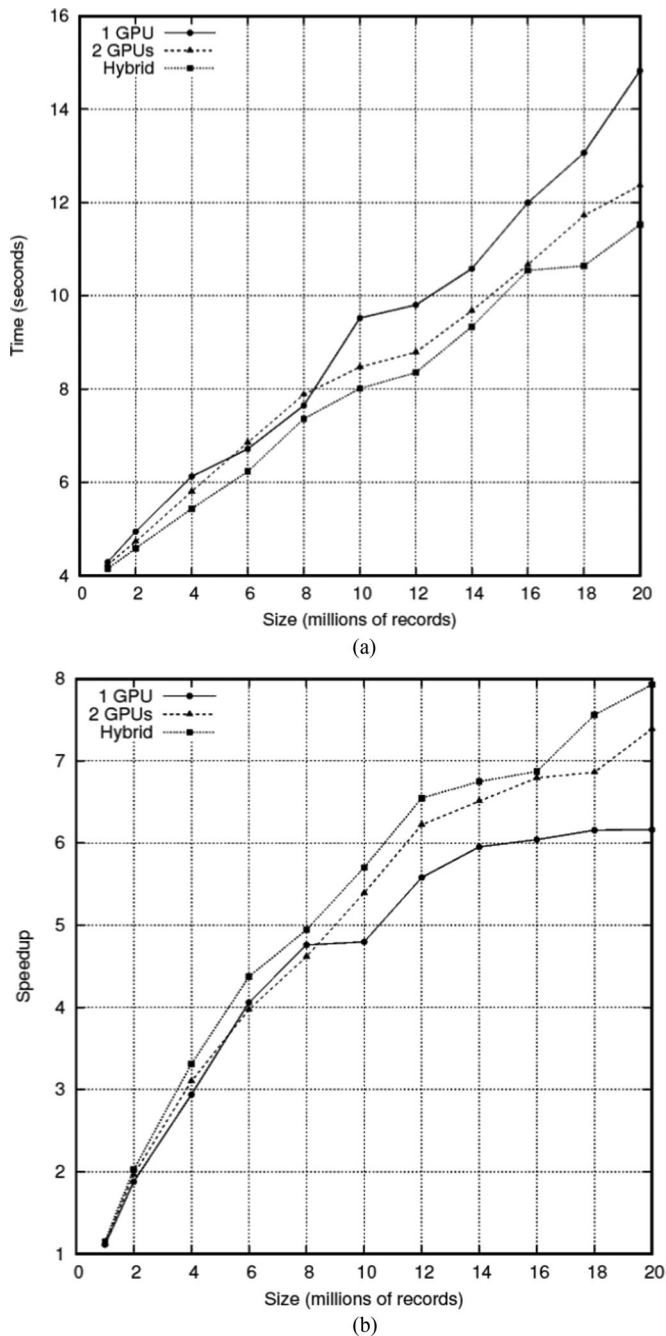 16
14
12
10
8
6
4
Time (seconds)
1 GPU
2 GPUs
Hybrid
0 2 4 6 8 10 12 14 16 18 20
Size (millions of records)
(a)
8
7
6
5
4
3
2
1
Speedup
1 GPU
2 GPUs
Hybrid
0 2 4 6 8 10 12 14 16 18 20
Size (millions of records)
(b)